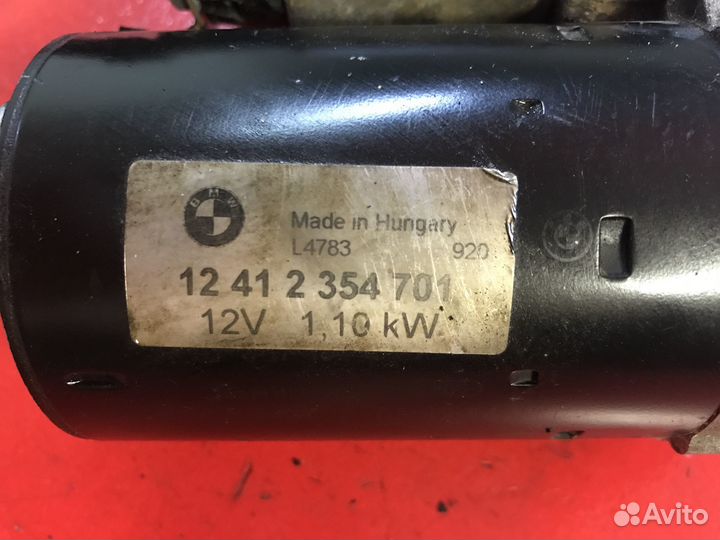 BMW
Made in Hungary
L4783 920
12 41 2 354 701
12V 1,10 kW
Avito